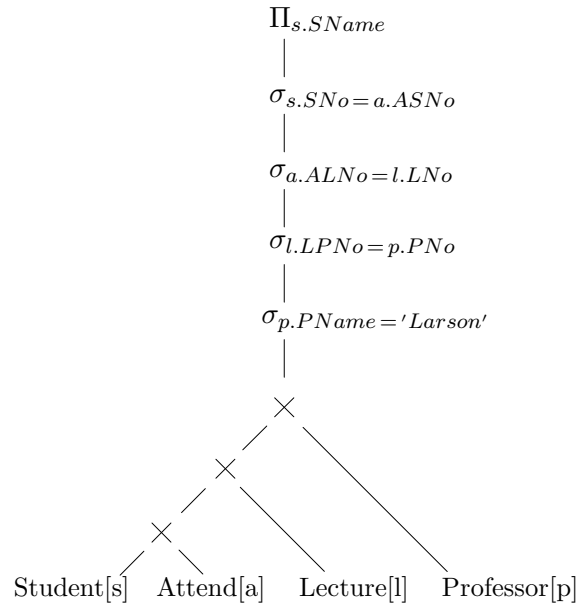 Π_{s.SName}
σ_{s.SNo=a.ASNo}
σ_{a.ALNo=l.LNo}
σ_{l.LPNo=p.PNo}
σ_{p.PName='Larson'}
×
×
×
Student[s] Attend[a] Lecture[l] Professor[p]